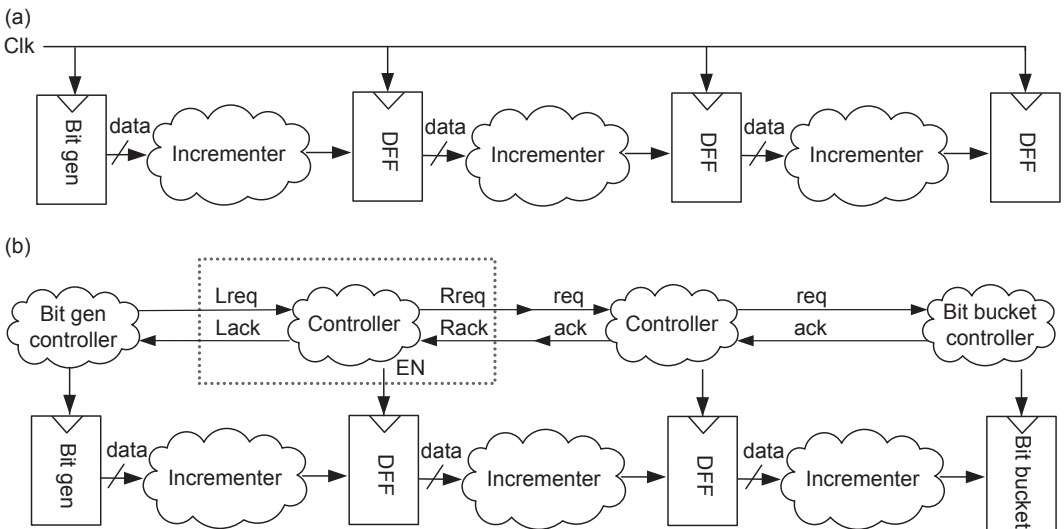 (a)
Clk
Bit gen
data
Incrementer
DFF
data
Incrementer
DFF
data
Incrementer
DFF
(b)
Bit gen
controller
Lreq
Lack
Controller
Rreq
Rack
EN
req
ack
Controller
req
ack
Bit bucket
controller
Bit gen
data
Incrementer
DFF
data
Incrementer
DFF
data
Incrementer
Bit bucket